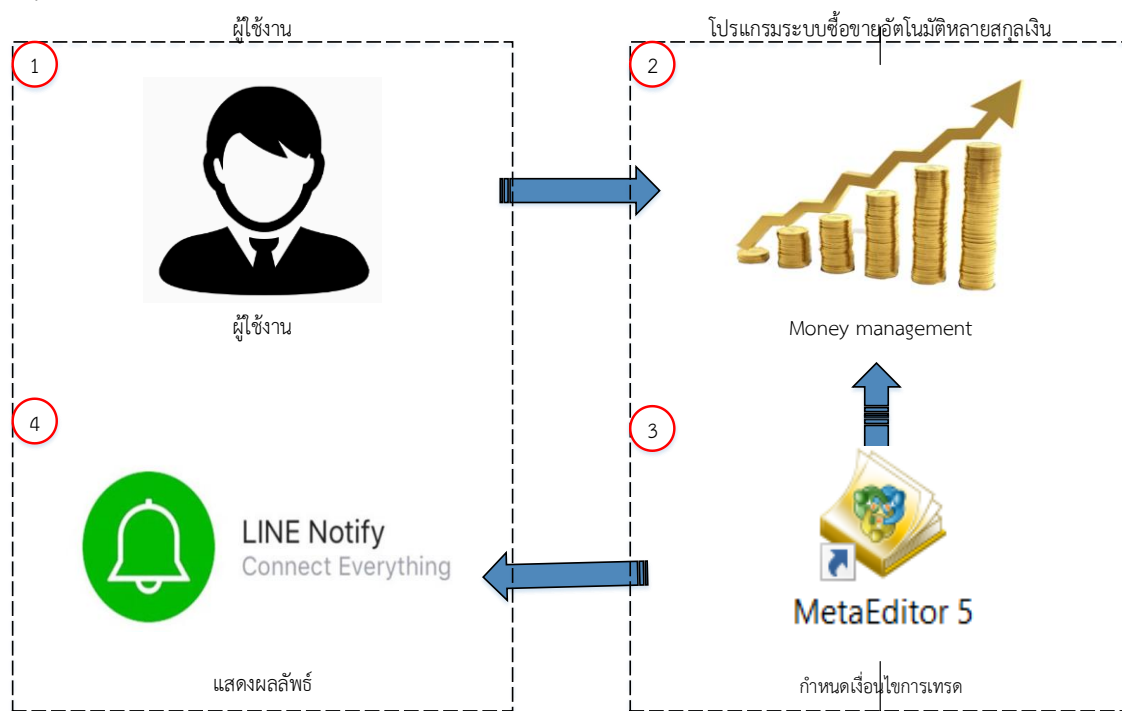 ผู้ใช้งาน
โปรแกรมระบบซื้อขายอัตโนมัติหลายสกุลเงิน
1
2
ผู้ใช้งาน
Money management
4
3
LINE Notify
Connect Everything
MetaEditor 5
แสดงผลลัพธ์
กำหนดเงื่อนไขการเทรด